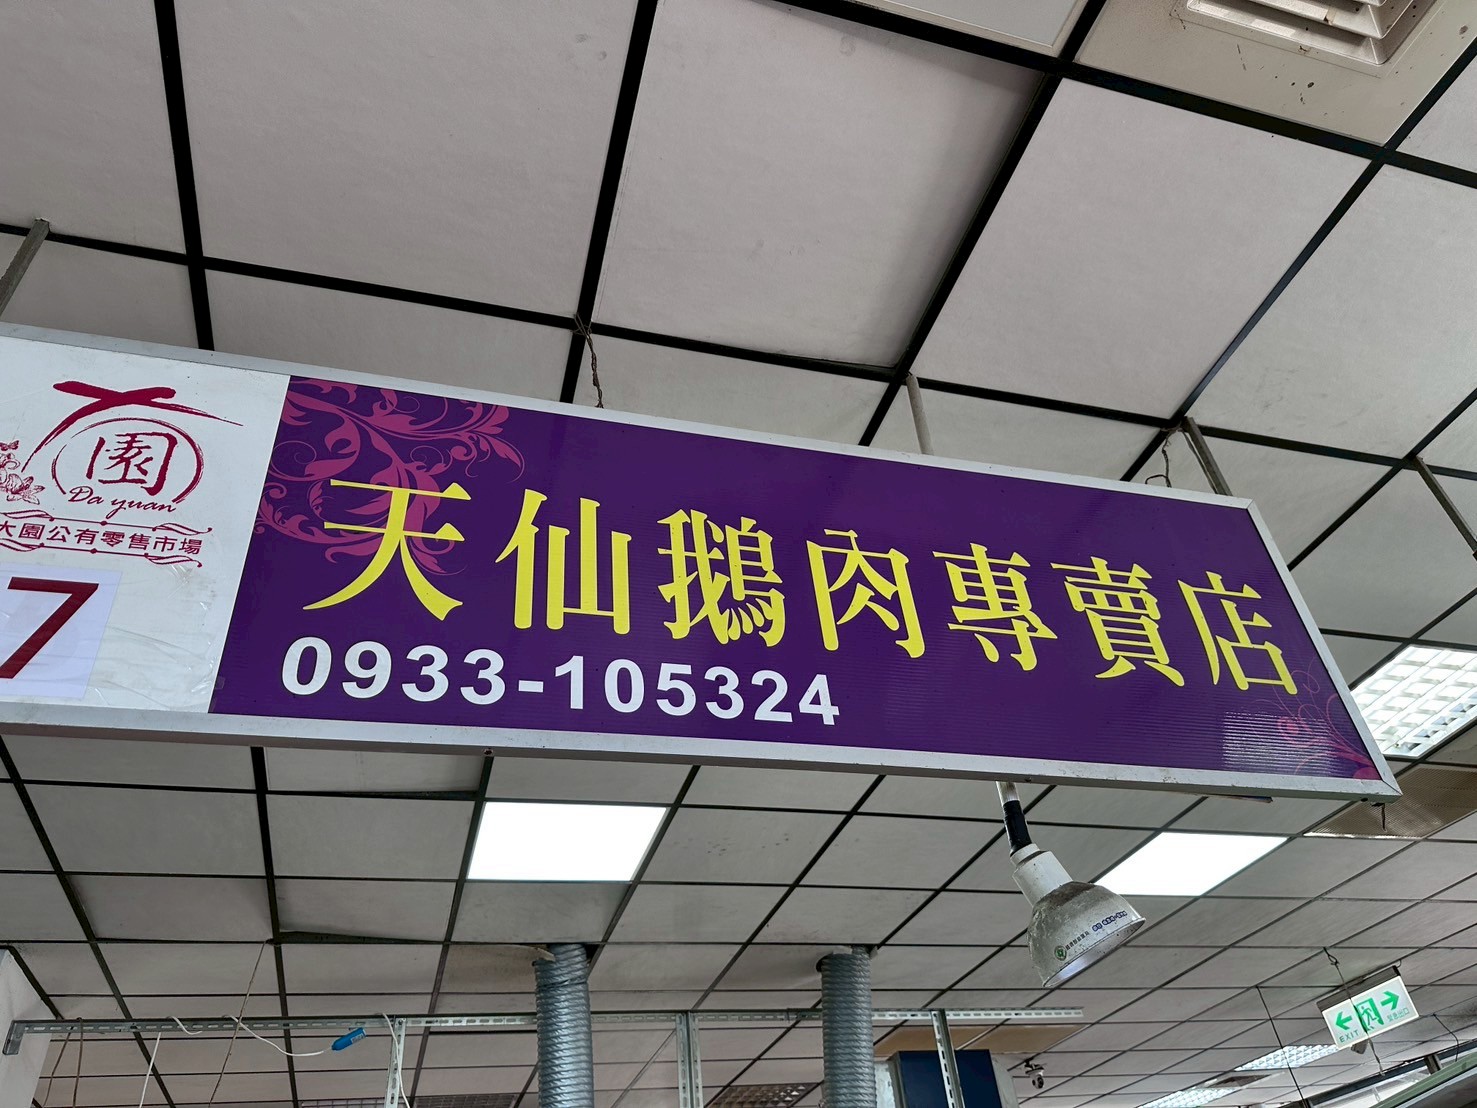 園
Da yuan
大園公有零售市場
7
天仙鵝肉專賣店
0933-105324
EXIT